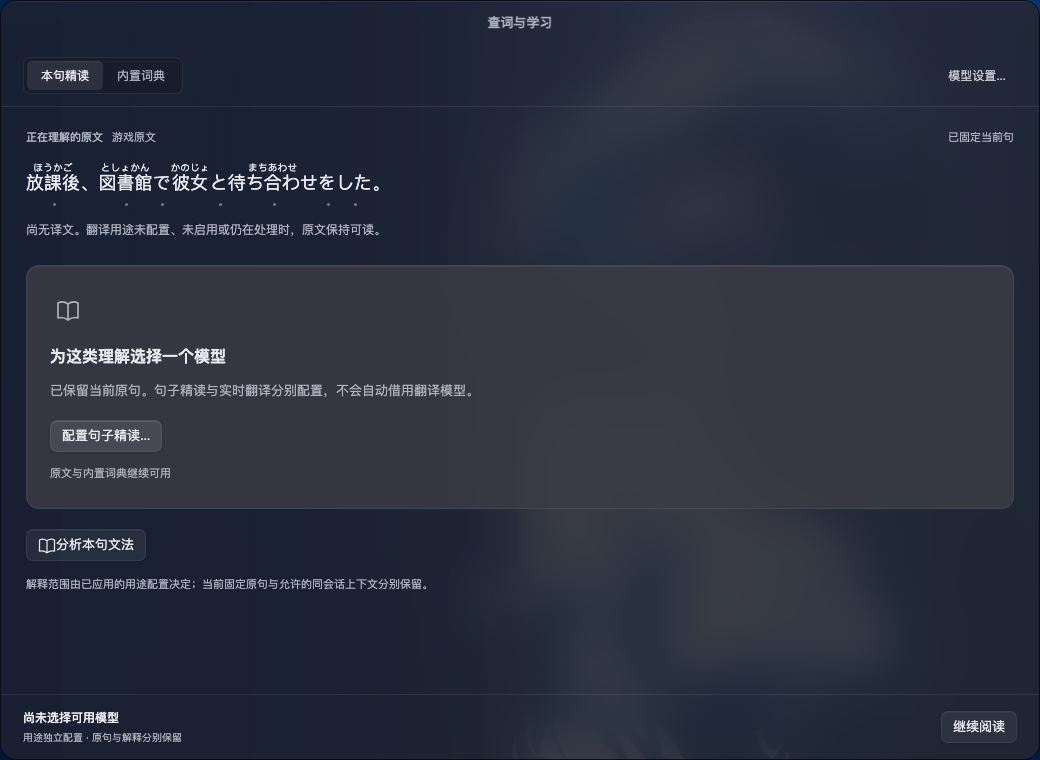 查词与学习
本句精读 内置词典 模型设置...
正在理解的原文 游戏原文 已固定当前句
ほうかご としょかん かのじょ まちあわせ
放課後、図書館で彼女と待ち合わせをした。
尚无译文。翻译用途未配置、未启用或仍在处理时，原文保持可读。
为这类理解选择一个模型
已保留当前原句。句子精读与实时翻译分别配置，不会自动借用翻译模型。
配置句子精读...
原文与内置词典继续可用
分析本句文法
解释范围由已应用的用途配置决定；当前固定原句与允许的同会话上下文分别保留。
尚未选择可用模型
用途独立配置 · 原句与解释分别保留
继续阅读